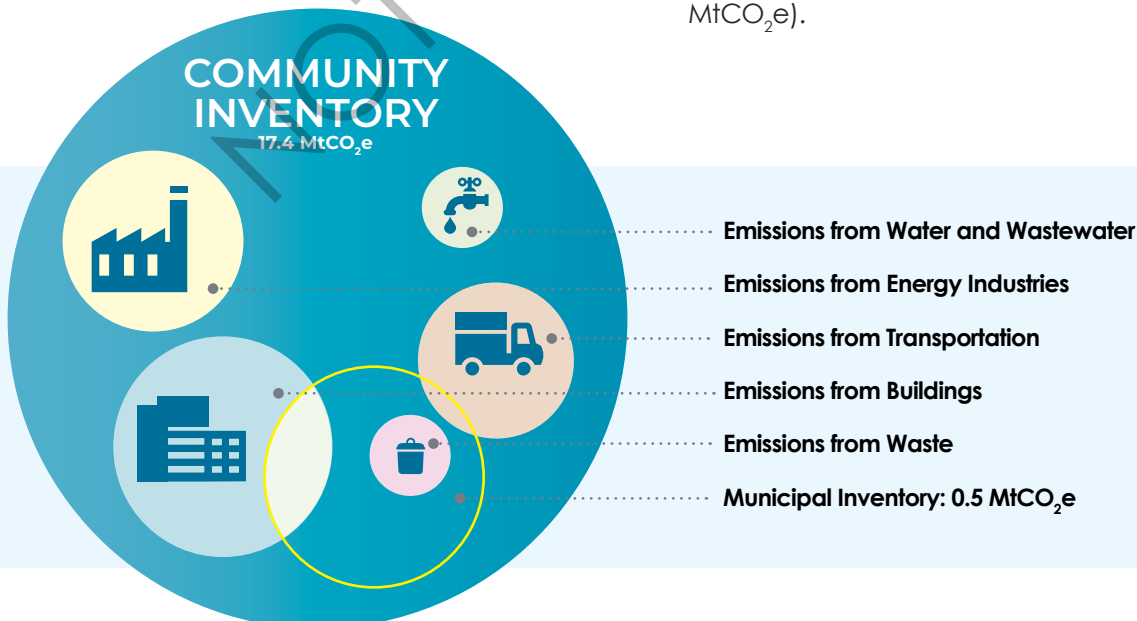 MtCO₂e).
COMMUNITY
INVENTORY
17.4 MtCO₂e
Emissions from Water and Wastewater
Emissions from Energy Industries
Emissions from Transportation
Emissions from Buildings
Emissions from Waste
Municipal Inventory: 0.5 MtCO₂e